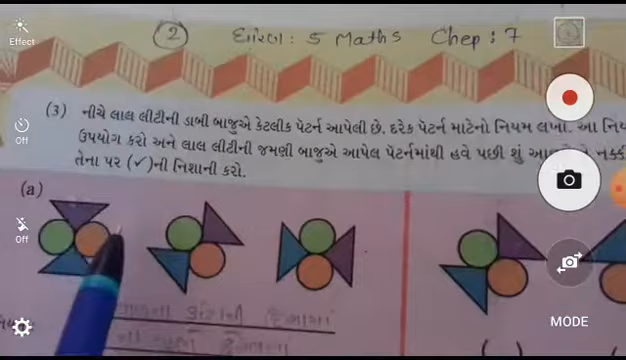 2 ધોરણ : 5 Maths Chep : 7
(3) નીચે લાલ લીટીની ડાબી બાજુએ કેટલીક પૅટર્ન આપેલી છે. દરેક પૅટર્ન માટેનો નિયમ લખો. આ
ઉપયોગ કરો અને લાલ લીટીની જમણી બાજુએ આપેલ પૅટર્નમાંથી હવે પછી શું
તેના પર (✓)ની નિશાની કરો.
(a)
Effect
Off
Off
MODE